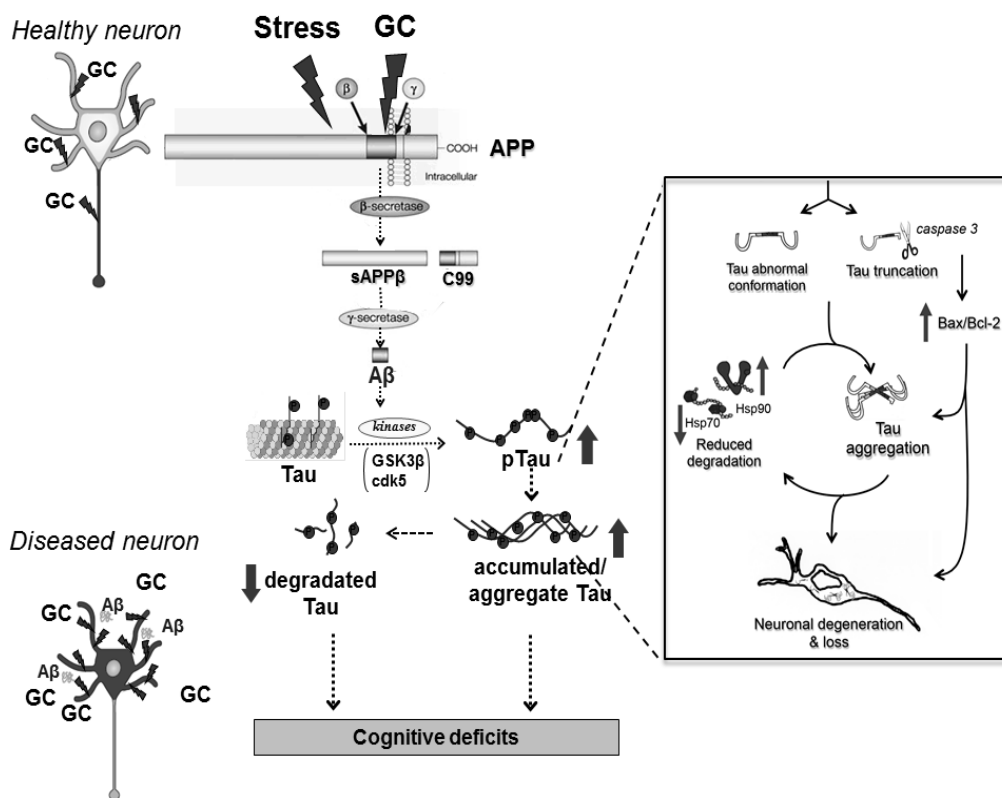 Healthy neuron
Stress
GC
GC
GC
GC
β
γ
COOH
APP
Intracellular
β-secretase
sAPPβ
C99
γ-secretase
Aβ
kinases
Tau
GSK3β
cdk5
pTau
degradated
Tau
accumulated/
aggregate Tau
Cognitive deficits
Diseased neuron
GC
GC
Aβ
Aβ
Aβ
GC
GC
GC
caspase 3
Tau abnormal
conformation
Tau truncation
Bax/Bcl-2
Hsp90
Hsp70
Reduced
degradation
Tau
aggregation
Neuronal degeneration
& loss